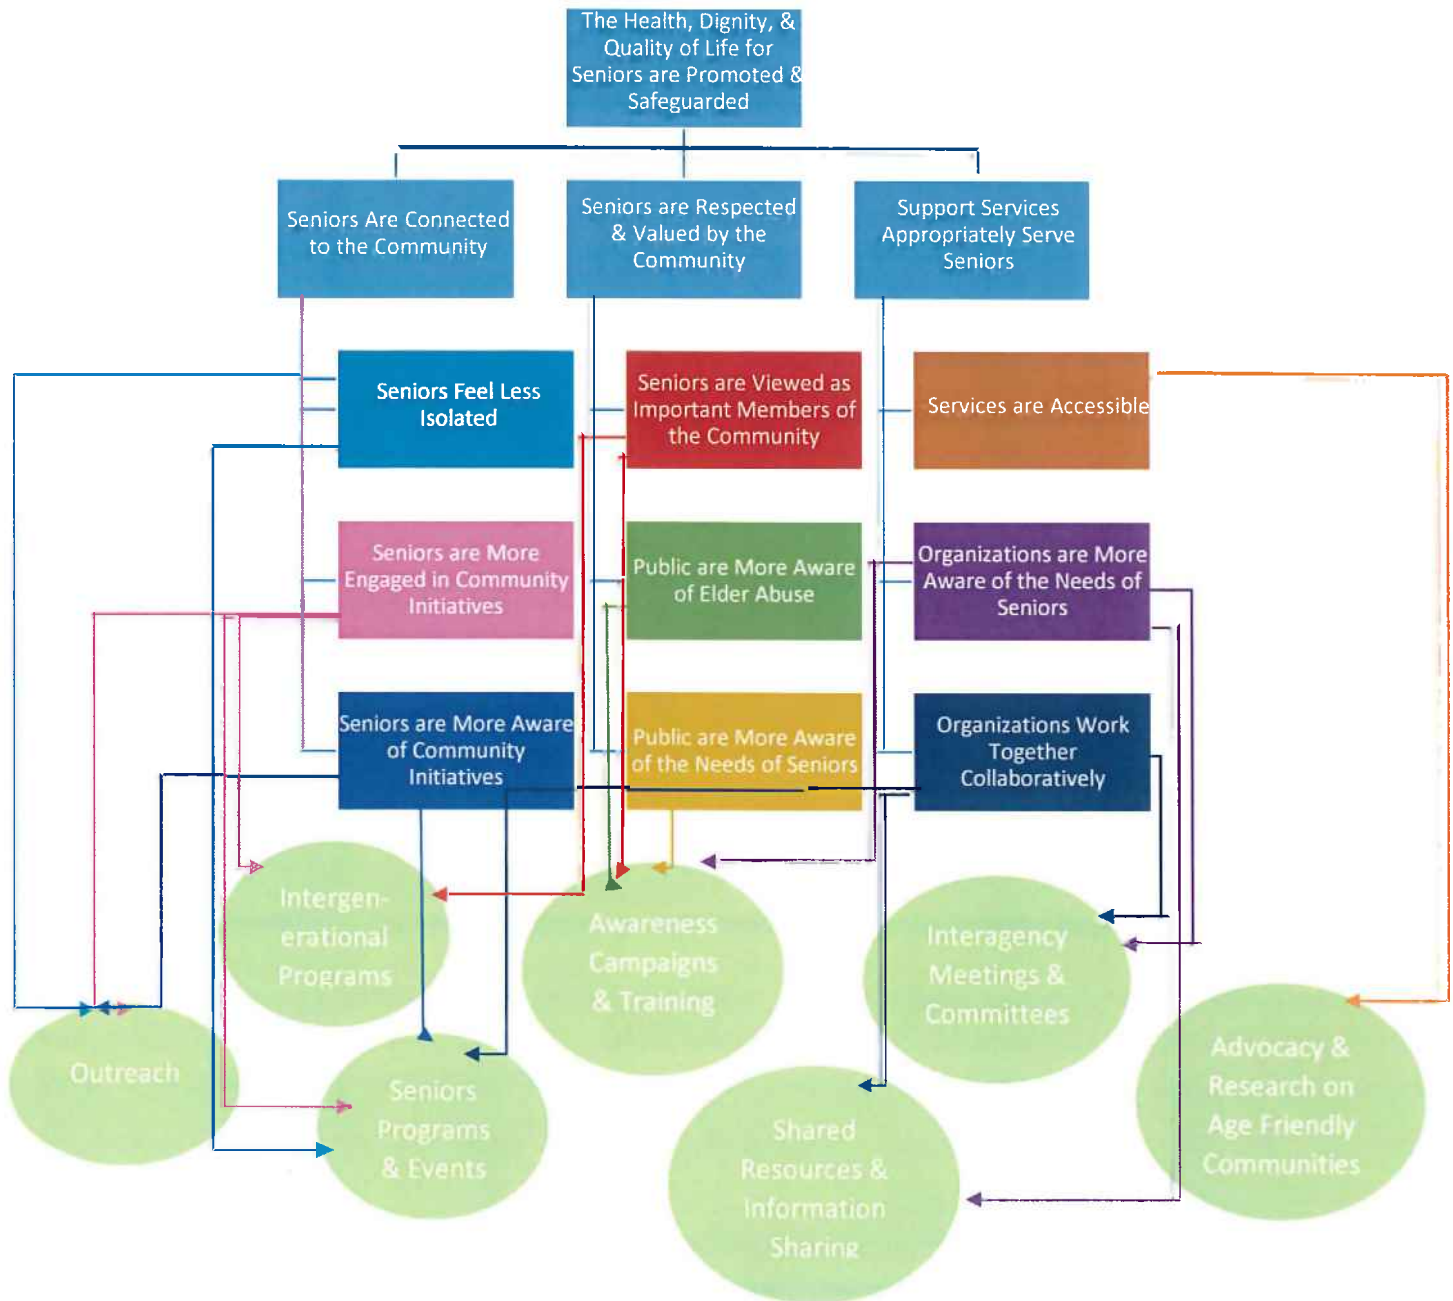 The Health, Dignity, &
Quality of Life for
Seniors are Promoted &
Safeguarded
Seniors Are Connected
to the Community
Seniors are Respected
& Valued by the
Community
Support Services
Appropriately Serve
Seniors
Seniors Feel Less
Isolated
Seniors are Viewed as
Important Members of
the Community
Services are Accessible
Seniors are More
Engaged in Community
Initiatives
Public are More Aware
of Elder Abuse
Organizations are More
Aware of the Needs of
Seniors
Seniors are More Aware
of Community
Initiatives
Public are More Aware
of the Needs of Seniors
Organizations Work
Together
Collaboratively
Intergen-
erational
Programs
Awareness
Campaigns
& Training
Interagency
Meetings &
Committees
Outreach
Seniors
Programs
& Events
Shared
Resources &
Information
Sharing
Advocacy &
Research on
Age Friendly
Communities